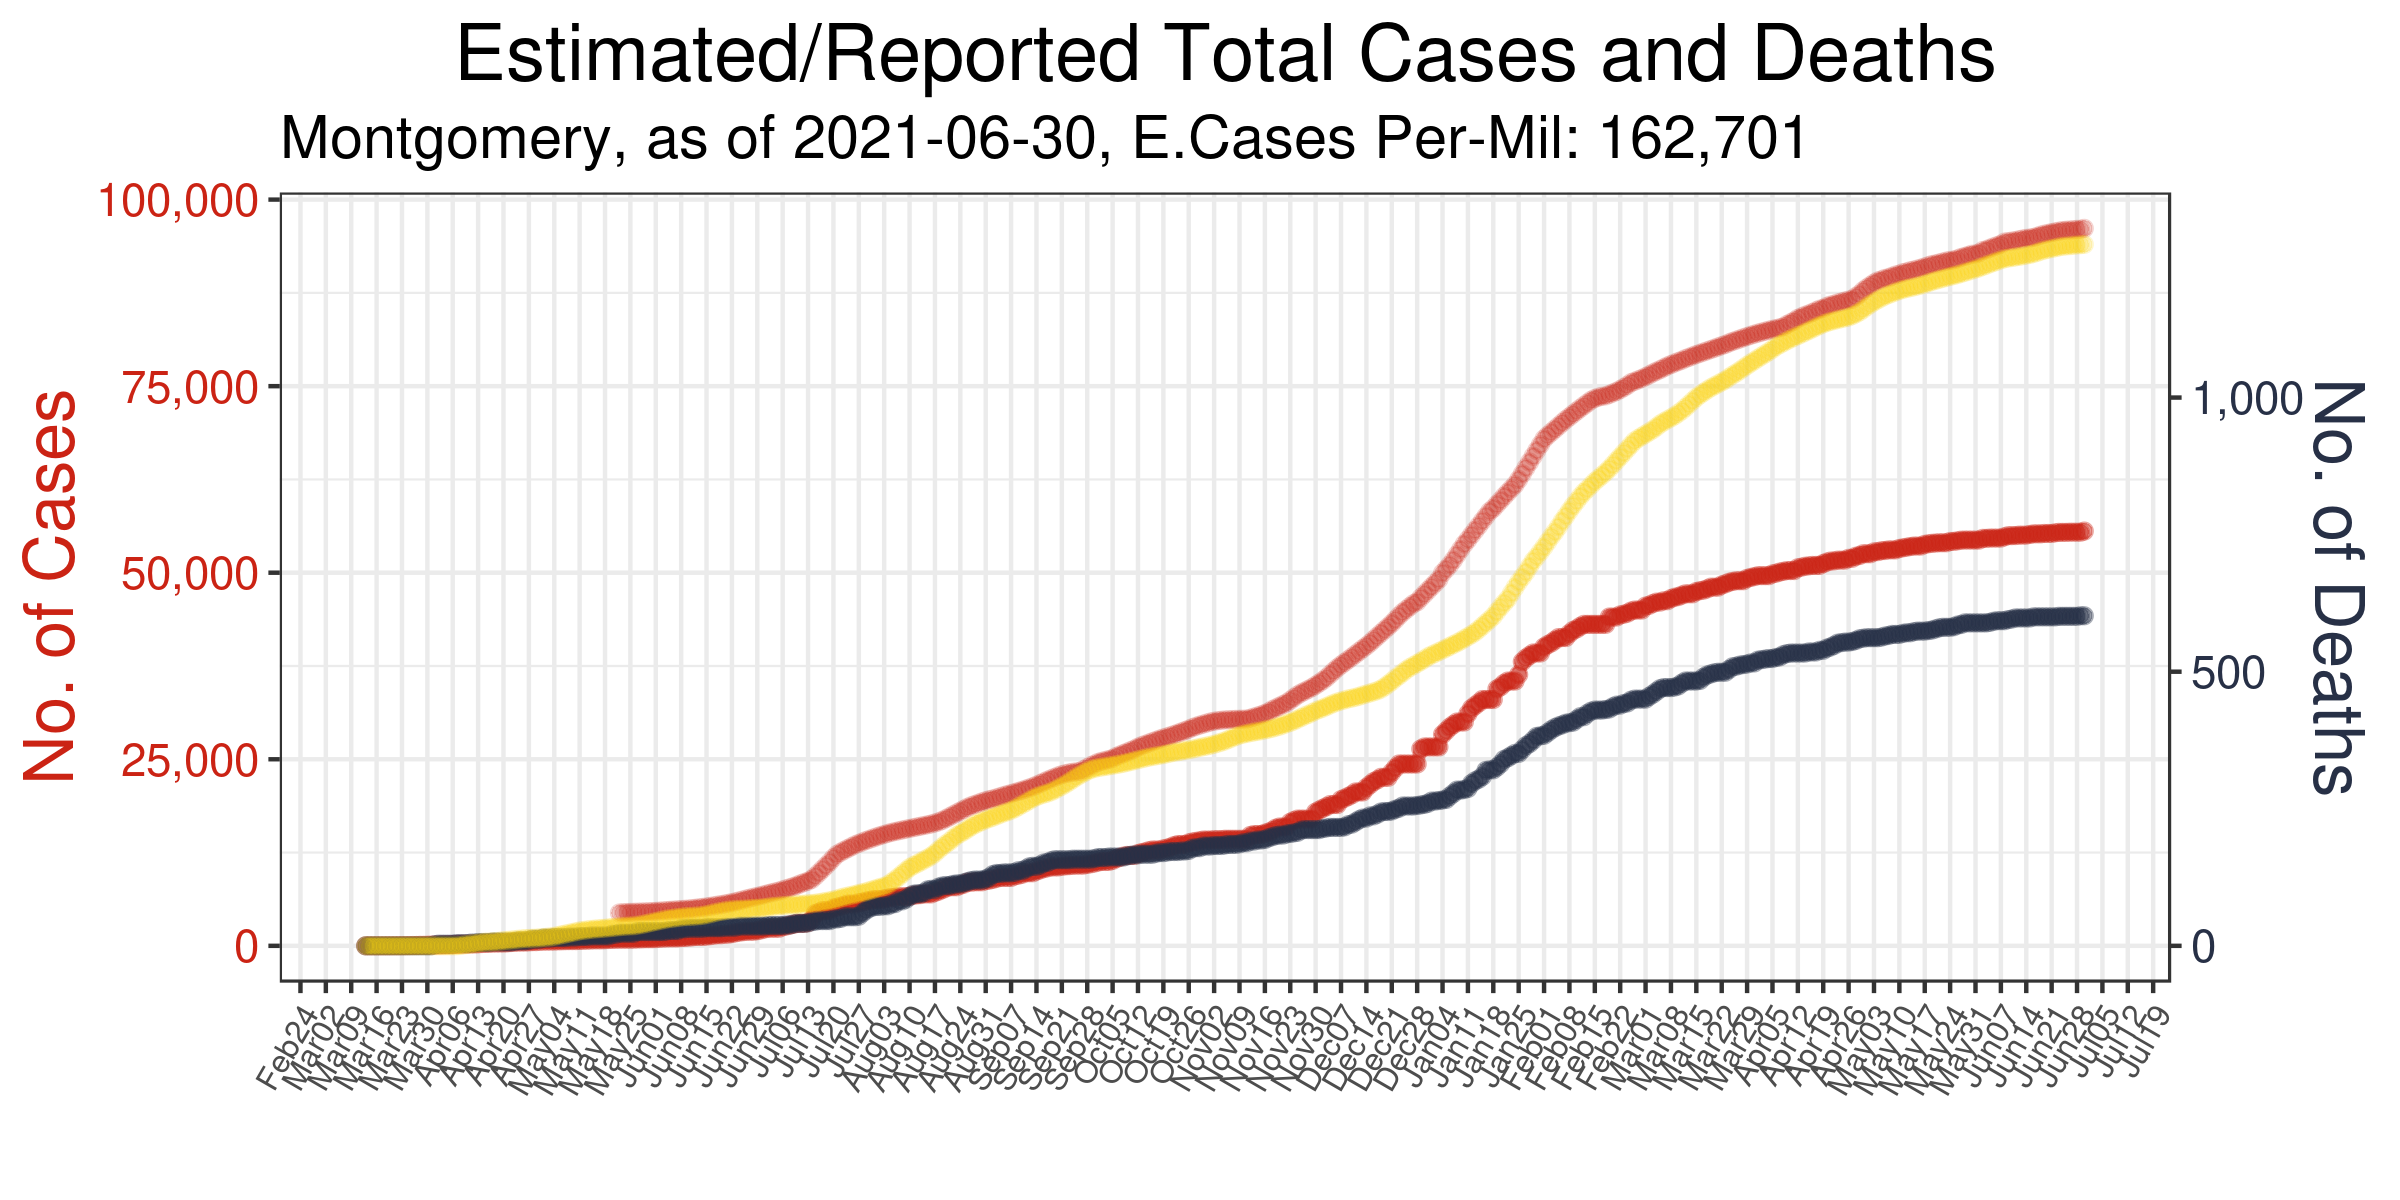 Estimated/Reported Total Cases and Deaths
Montgomery, as of 2021-06-30, E.Cases Per-Mil: 162,701
No. of Cases
100,000
75,000
50,000
25,000
0
No. of Deaths
1,000
500
0
Feb24
Mar02
Mar09
Mar16
Mar23
Mar30
Apr06
Apr13
Apr20
Apr27
May04
May11
May18
May25
Jun01
Jun08
Jun15
Jun22
Jun29
Jul06
Jul13
Jul20
Jul27
Aug03
Aug10
Aug17
Aug24
Aug31
Sep07
Sep14
Sep21
Sep28
Oct05
Oct12
Oct19
Oct26
Nov02
Nov09
Nov16
Nov23
Nov30
Dec07
Dec14
Dec21
Dec28
Jan04
Jan11
Jan18
Jan25
Feb01
Feb08
Feb15
Feb22
Mar01
Mar08
Mar15
Mar22
Mar29
Apr05
Apr12
Apr19
Apr26
May03
May10
May17
May24
May31
Jun07
Jun14
Jun21
Jun28
Jul05
Jul12
Jul19